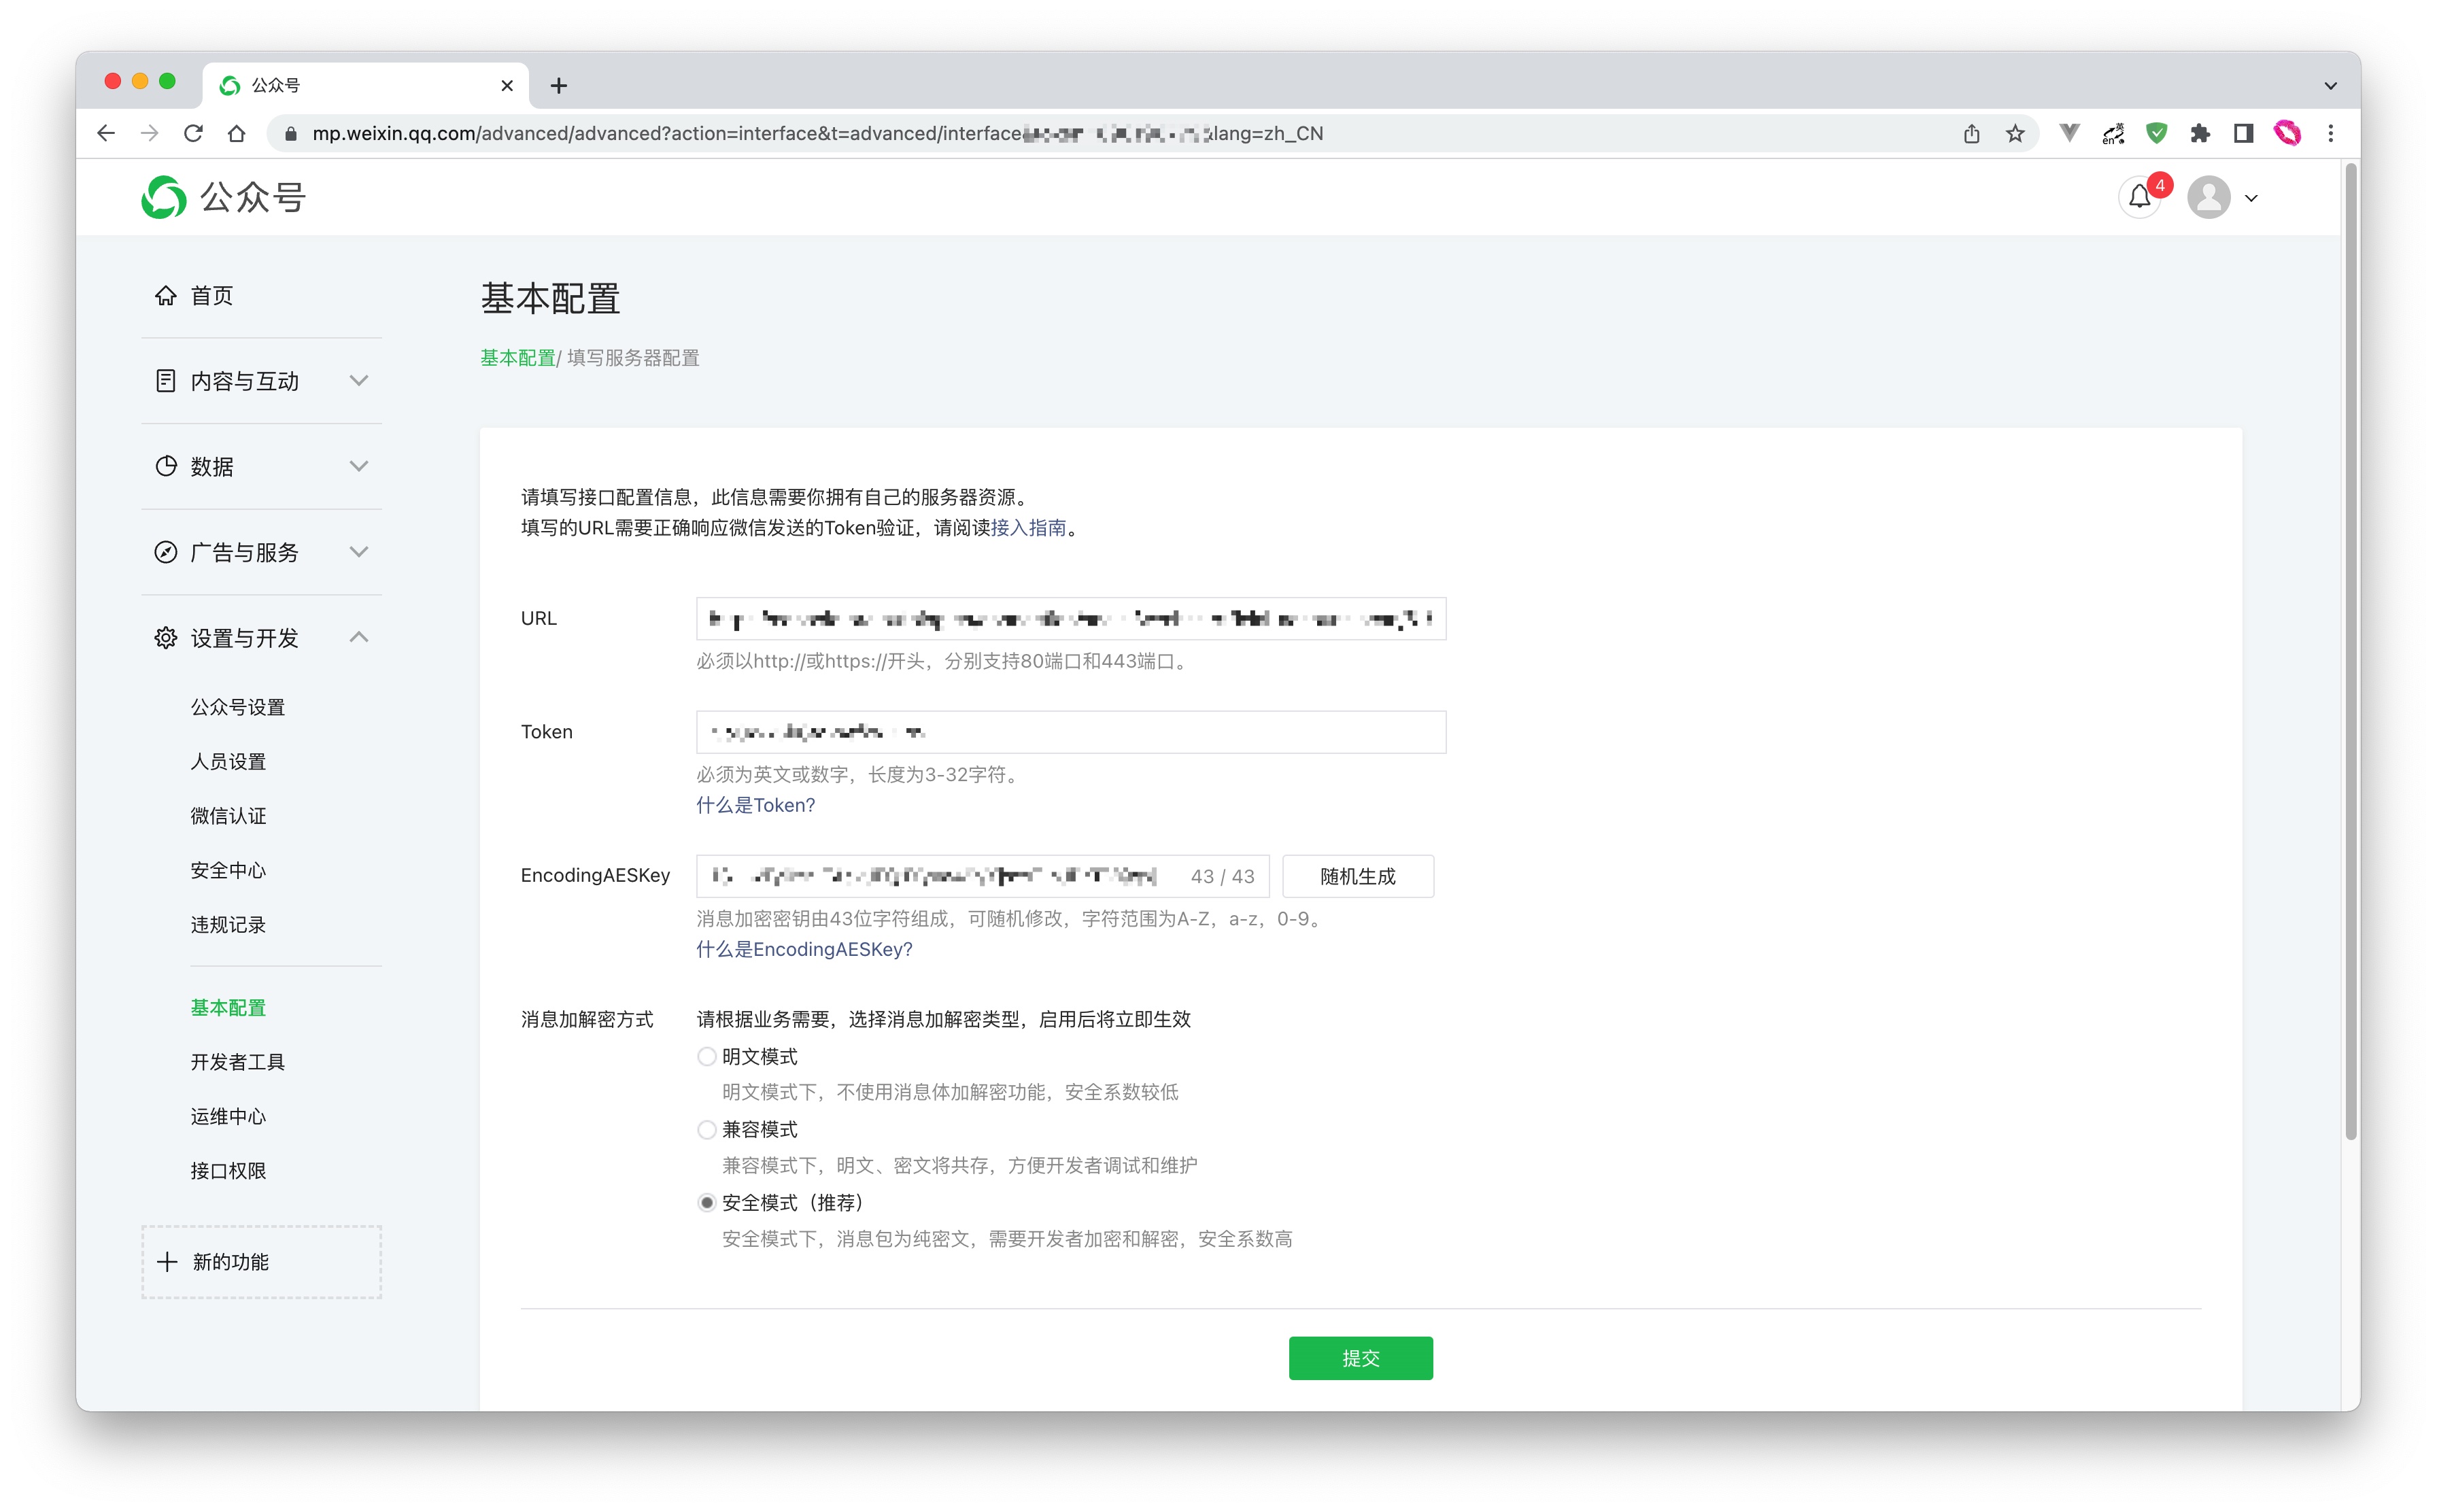 公众号
mp.weixin.qq.com/advanced/advanced?action=interface&t=advanced/interface
lang=zh_CN
公众号
4
首页
内容与互动
数据
广告与服务
设置与开发
公众号设置
人员设置
微信认证
安全中心
违规记录
基本配置
开发者工具
运维中心
接口权限
新的功能
基本配置
基本配置/ 填写服务器配置
请填写接口配置信息，此信息需要你拥有自己的服务器资源。
填写的URL需要正确响应微信发送的Token验证，请阅读接入指南。
URL
必须以http://或https://开头，分别支持80端口和443端口。
Token
必须为英文或数字，长度为3-32字符。
什么是Token?
EncodingAESKey
43 / 43
随机生成
消息加密密钥由43位字符组成，可随机修改，字符范围为A-Z，a-z，0-9。
什么是EncodingAESKey?
消息加解密方式
请根据业务需要，选择消息加解密类型，启用后将立即生效
明文模式
明文模式下，不使用消息体加解密功能，安全系数较低
兼容模式
兼容模式下，明文、密文将共存，方便开发者调试和维护
安全模式（推荐）
安全模式下，消息包为纯密文，需要开发者加密和解密，安全系数高
提交